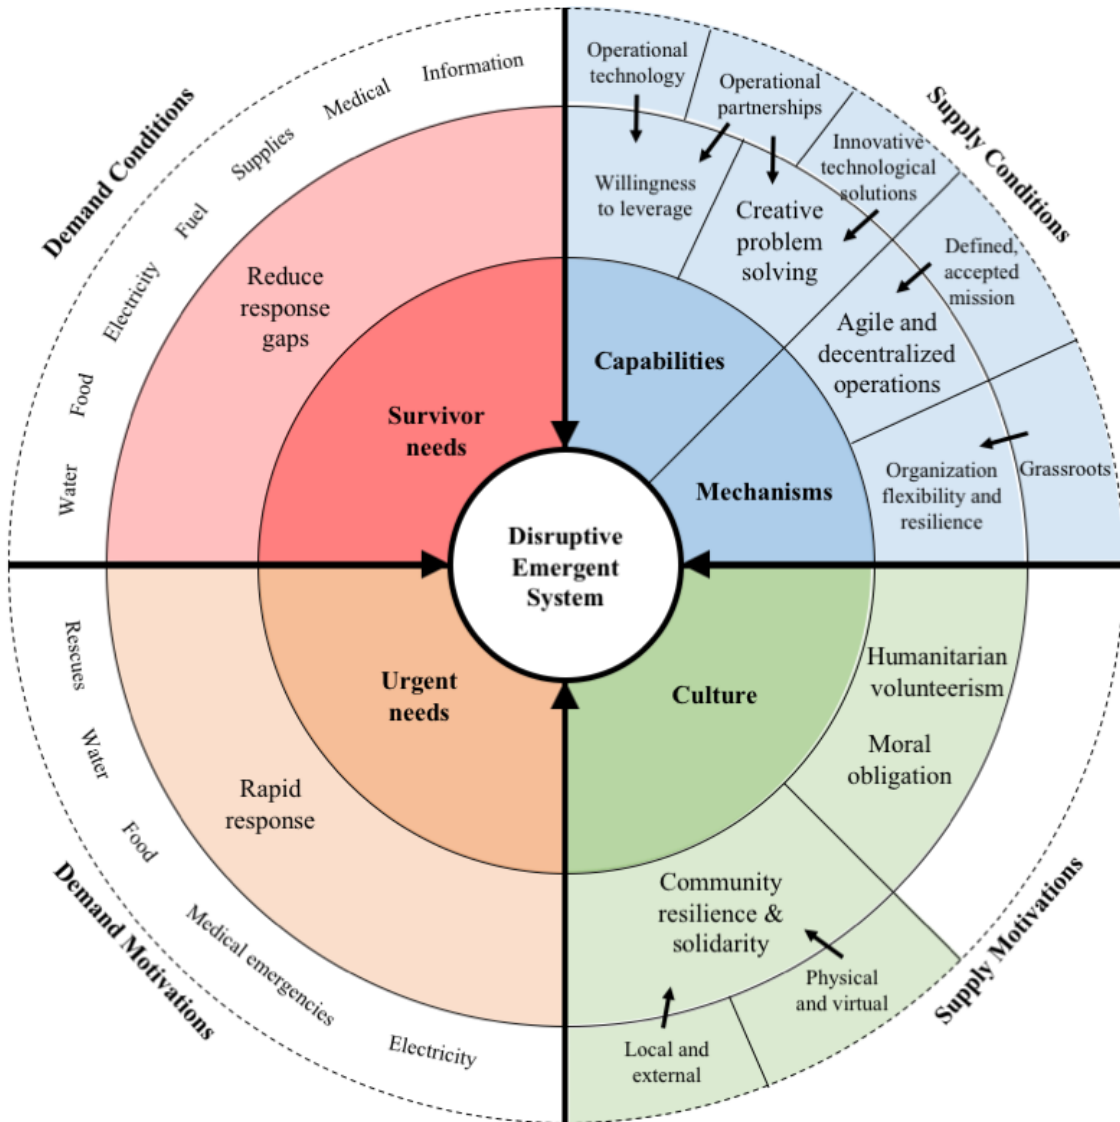 Demand Conditions
Information
Medical
Supplies
Fuel
Electricity
Food
Water
Reduce
response
gaps
Survivor
needs
Supply Conditions
Operational
technology
Operational
partnerships
Innovative
technological
solutions
Defined,
accepted
mission
Grassroots
Willingness
to leverage
Creative
problem
solving
Agile and
decentralized
operations
Organization
flexibility and
resilience
Capabilities
Mechanisms
Disruptive
Emergent
System
Demand Motivations
Rescues
Water
Food
Medical emergencies
Electricity
Rapid
response
Urgent
needs
Supply Motivations
Culture
Humanitarian
volunteerism
Moral
obligation
Community
resilience &
solidarity
Physical
and virtual
Local and
external